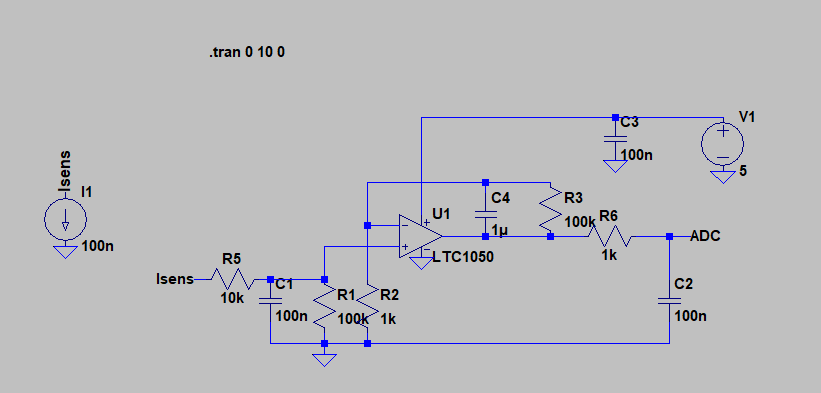 .tran 0 10 0
V1
C3
100n
5
Isens
I1
100n
C4
1µ
R3
100k
U1
LTC1050
R6
1k
ADC
Isens
R5
10k
C1
100n
R1
100k
R2
1k
C2
100n